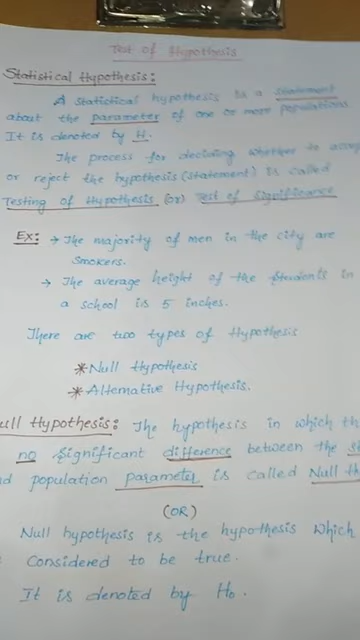 Test of Hypothesis
Statistical Hypothesis:
A statistical hypothesis is a statement
about the parameter of one or more populations
It is denoted by H.
The process for deciding whether to accep
or reject the hypothesis (statement) is called
Testing of Hypothesis (or) Test of Significance
Ex: → The majority of men in the city are
smokers.
→ The average height of the students in
a school is 5 inches.
There are two types of Hypothesis
* Null Hypothesis
* Alternative Hypothesis.
ull Hypothesis: The hypothesis in which th
no significant difference between the s
d population parameter is called Null H
(OR)
Null hypothesis is the hypothesis which
Considered to be true.
It is denoted by H₀.